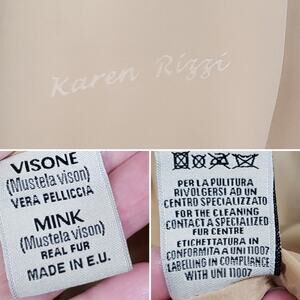 Karen Rizzi
VISONE
(Mustela vison)
VERA PELLICCIA
MINK
(Mustela vison)
REAL FUR
MADE IN E.U.
PER LA PULITURA
RIVOLGERSI AD UN
CENTRO SPECIALIZZATO
FOR THE CLEANING
CONTACT A SPECIALIZED
FUR CENTRE
ETICHETTATURA IN
CONFORMITÀ A UNI 11007
LABELLING IN COMPLIANCE
WITH UNI 11007